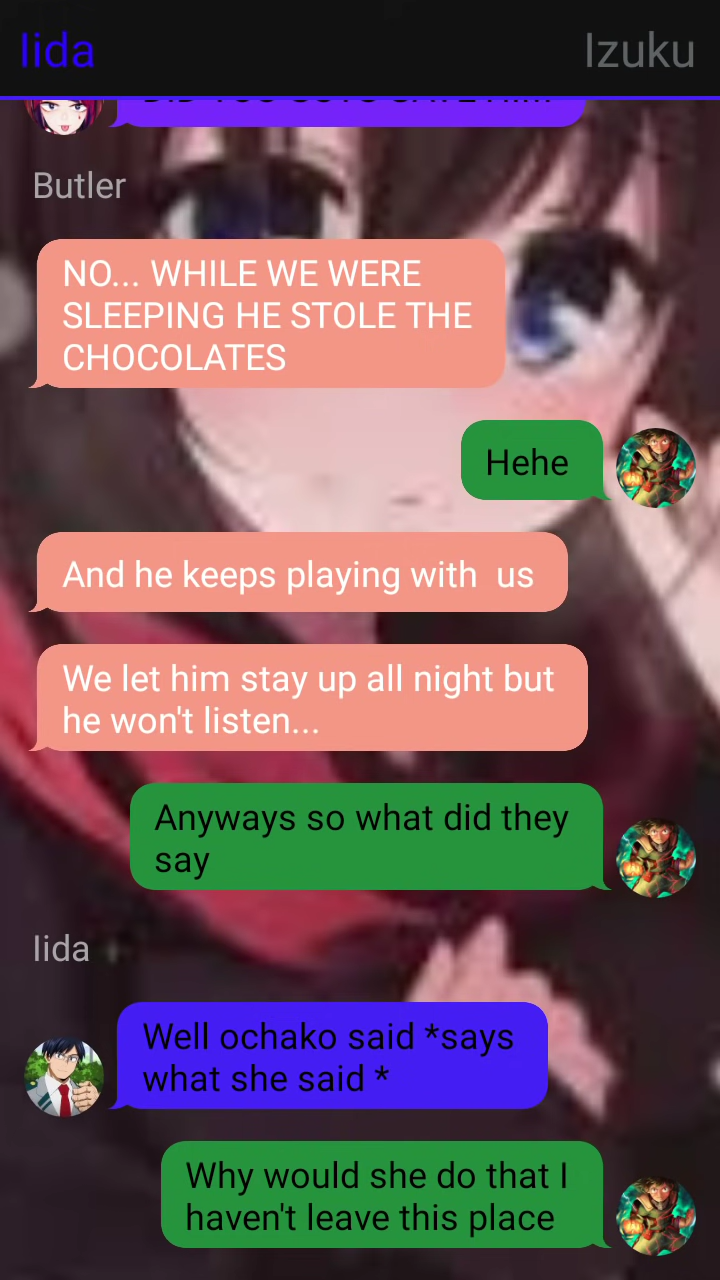 Iida
Izuku
Butler
NO... WHILE WE WERE
SLEEPING HE STOLE THE
CHOCOLATES
Hehe
And he keeps playing with  us
We let him stay up all night but
he won't listen...
Anyways so what did they
say
Iida
Well ochako said *says
what she said *
Why would she do that I
haven't leave this place